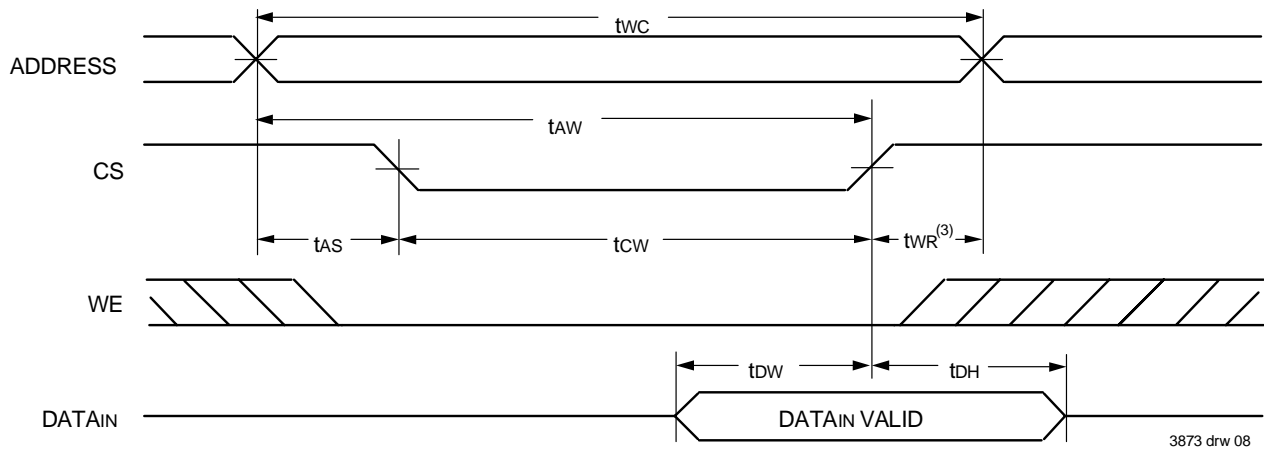 tWC
ADDRESS
tAW
CS
tAS
tCW
tWR(3)
WE
tDW
tDH
DATAIN
DATAIN VALID
3873 drw 08